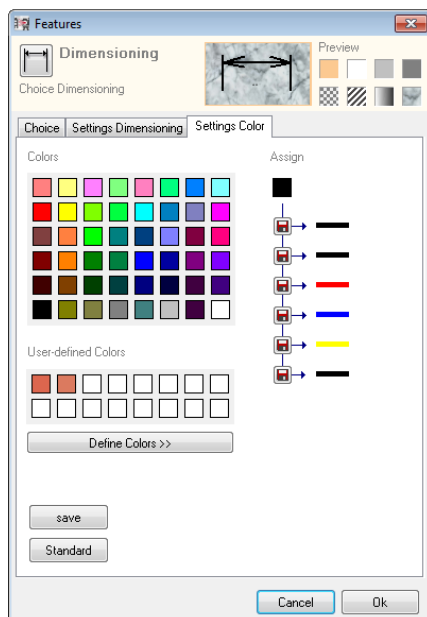 Features
Dimensioning
Choice Dimensioning
Preview
Choice
Settings Dimensioning
Settings Color
Colors
Assign
User-defined Colors
Define Colors >>
save
Standard
Cancel
Ok